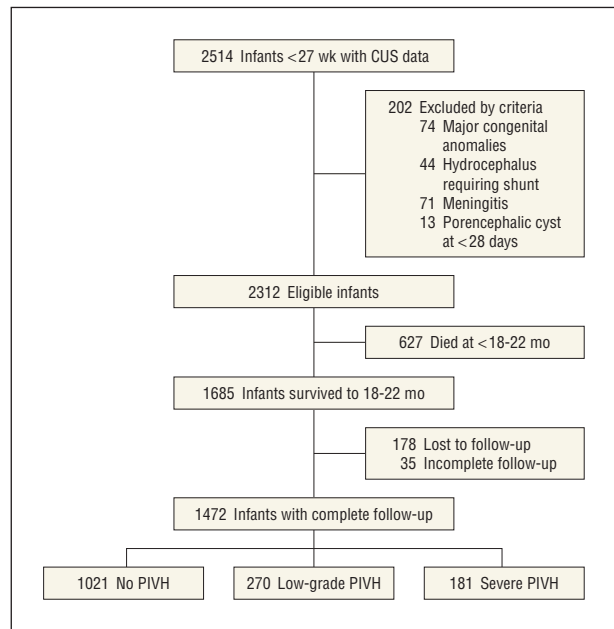 2514 Infants <27 wk with CUS data
202 Excluded by criteria
74 Major congenital
anomalies
44 Hydrocephalus
requiring shunt
71 Meningitis
13 Porencephalic cyst
at <28 days
2312 Eligible infants
627 Died at <18-22 mo
1685 Infants survived to 18-22 mo
178 Lost to follow-up
35 Incomplete follow-up
1472 Infants with complete follow-up
1021 No PIVH
270 Low-grade PIVH
181 Severe PIVH